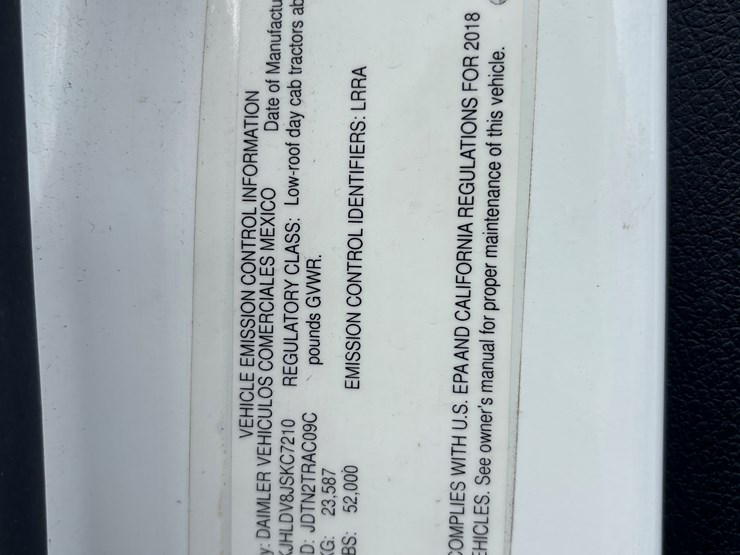 VEHICLE EMISSION CONTROL INFORMATION
y: DAIMLER VEHICULOS COMERCIALES MEXICO Date of Manufactu
KJHLDV8JSKC7210 REGULATORY CLASS: Low-roof day cab tractors ab
D: JDTN2TRAC09C pounds GVWR.
KG: 23,587
BS: 52,000 EMISSION CONTROL IDENTIFIERS: LRRA
COMPLIES WITH U.S. EPA AND CALIFORNIA REGULATIONS FOR 2018
EHICLES. See owner's manual for proper maintenance of this vehicle.